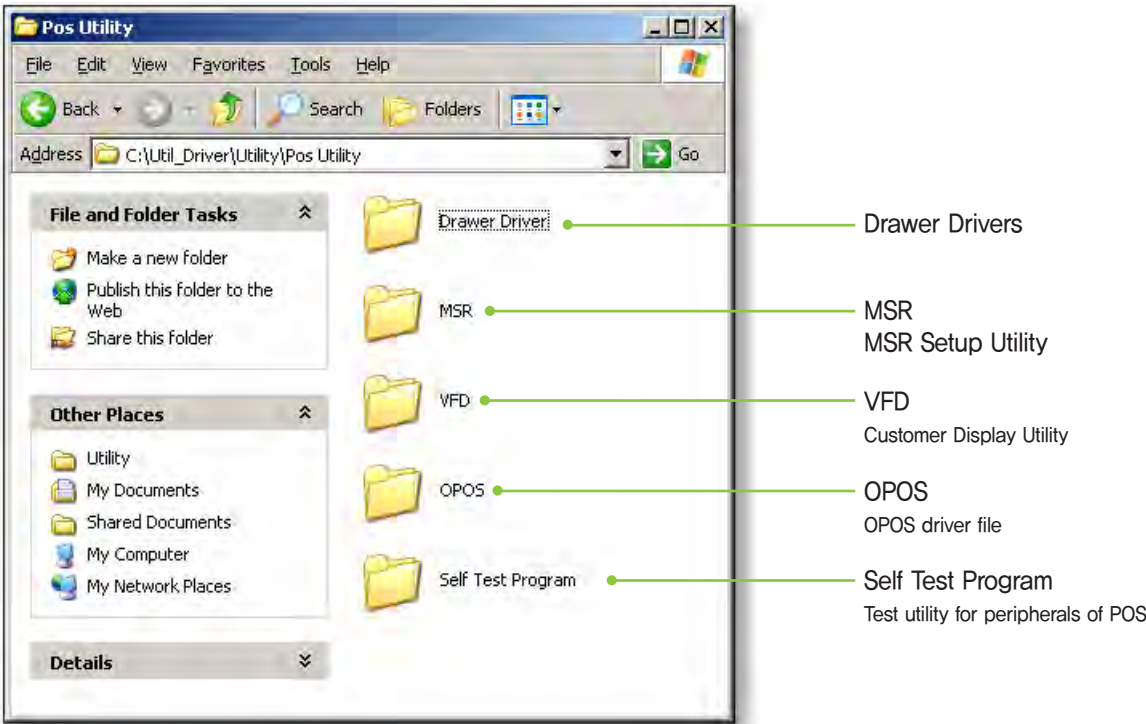 Pos Utility
File Edit View Favorites Tools Help
Back Search Folders
Address C:\Util_Driver\Utility\Pos Utility Go
File and Folder Tasks
Make a new folder
Publish this folder to the
Web
Share this folder
Other Places
Utility
My Documents
Shared Documents
My Computer
My Network Places
Details
Drawer Driver
MSR
VFD
OPOS
Self Test Program
Drawer Drivers
MSR
MSR Setup Utility
VFD
Customer Display Utility
OPOS
OPOS driver file
Self Test Program
Test utility for peripherals of POS